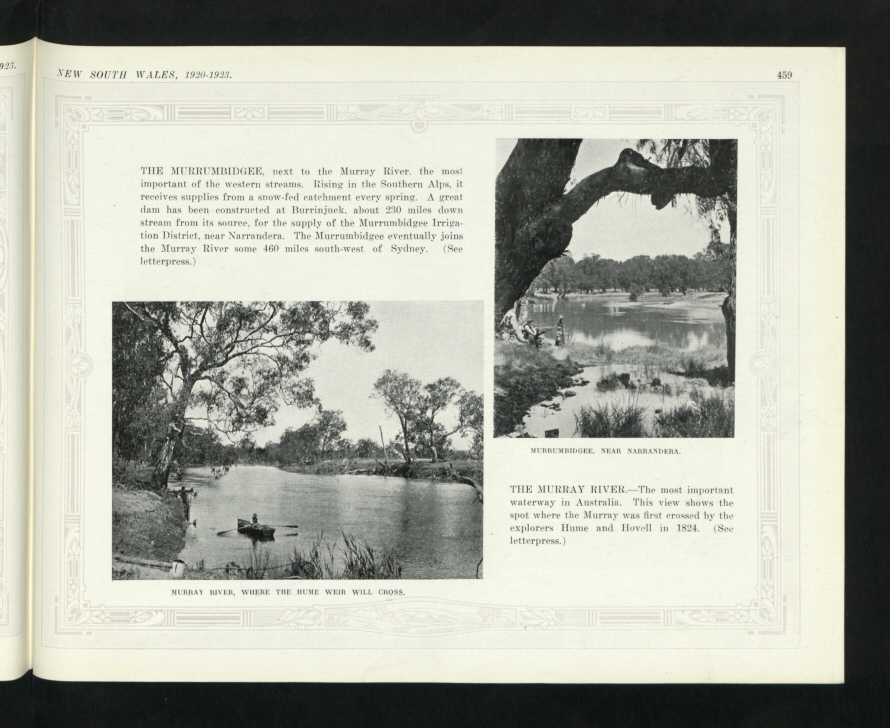 923.
NEW SOUTH WALES, 1920-1923.
459
THE MURRUMBIDGEE, next to the Murray River, the most
important of the western streams. Rising in the Southern Alps, it
receives supplies from a snow-fed catchment every spring. A great
dam has been constructed at Burrinjuck, about 230 miles down
stream from its source, for the supply of the Murrumbidgee Irriga-
tion District, near Narrandera. The Murrumbidgee eventually joins
the Murray River some 460 miles south-west of Sydney. (See
letterpress.)
MURRUMBIDGEE, NEAR NARRANDERA.
THE MURRAY RIVER.—The most important
waterway in Australia. This view shows the
spot where the Murray was first crossed by the
explorers Hume and Hovell in 1824. (See
letterpress.)
MURRAY RIVER, WHERE THE HUME WEIR WILL CROSS.